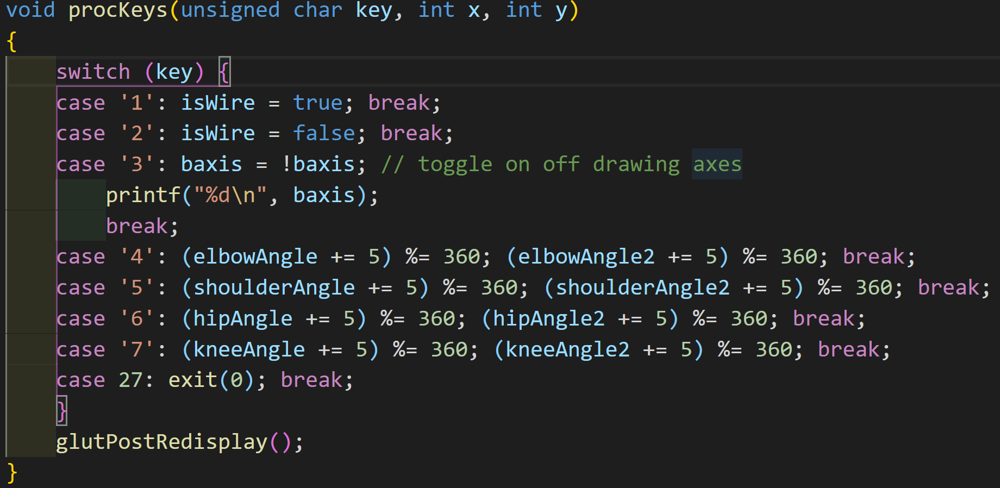 void procKeys(unsigned char key, int x, int y)
{
    switch (key) {
    case '1': isWire = true; break;
    case '2': isWire = false; break;
    case '3': baxis = !baxis; // toggle on off drawing axes
        printf("%d\n", baxis);
        break;
    case '4': (elbowAngle += 5) %= 360; (elbowAngle2 += 5) %= 360; break;
    case '5': (shoulderAngle += 5) %= 360; (shoulderAngle2 += 5) %= 360; break;
    case '6': (hipAngle += 5) %= 360; (hipAngle2 += 5) %= 360; break;
    case '7': (kneeAngle += 5) %= 360; (kneeAngle2 += 5) %= 360; break;
    case 27: exit(0); break;
    }
    glutPostRedisplay();
}